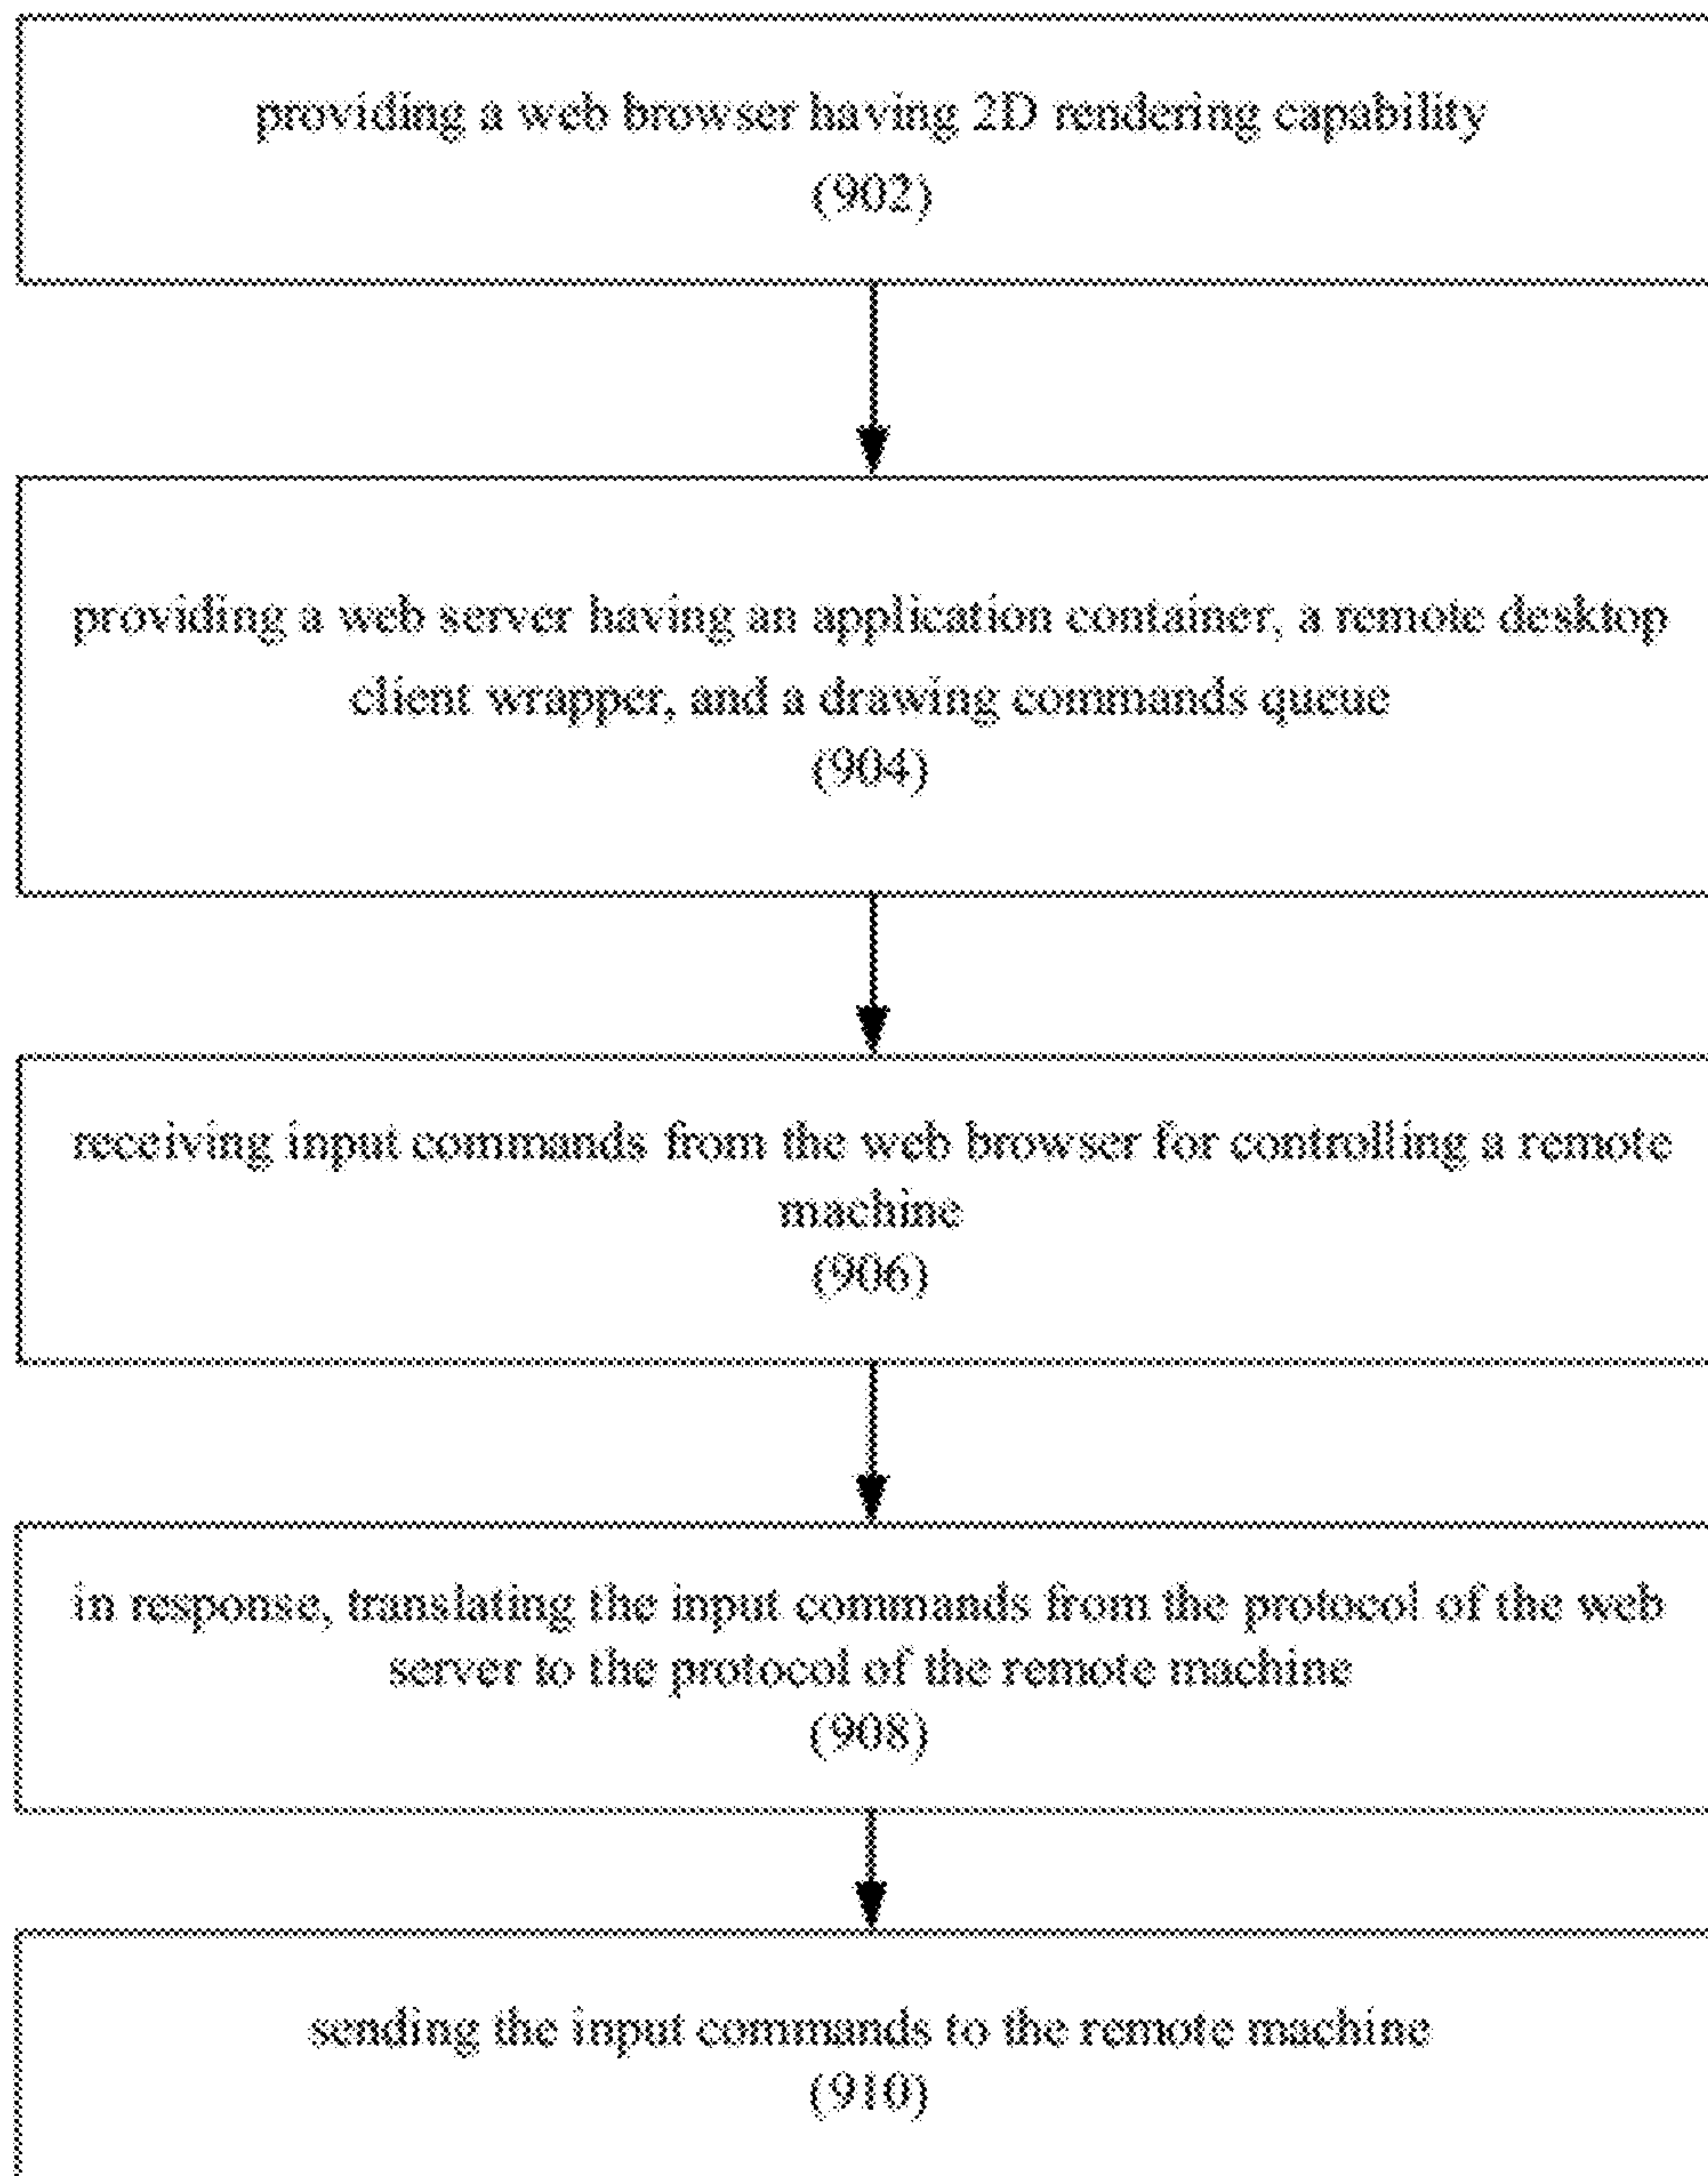 providing a web browser having 2D rendering capability
(902)
providing a web server having an application container, a remote desktop
client wrapper, and a drawing commands queue
(904)
receiving input commands from the web browser for controlling a remote
machine
(906)
in response, translating the input commands from the protocol of the web
server to the protocol of the remote machine
(908)
sending the input commands to the remote machine
(910)